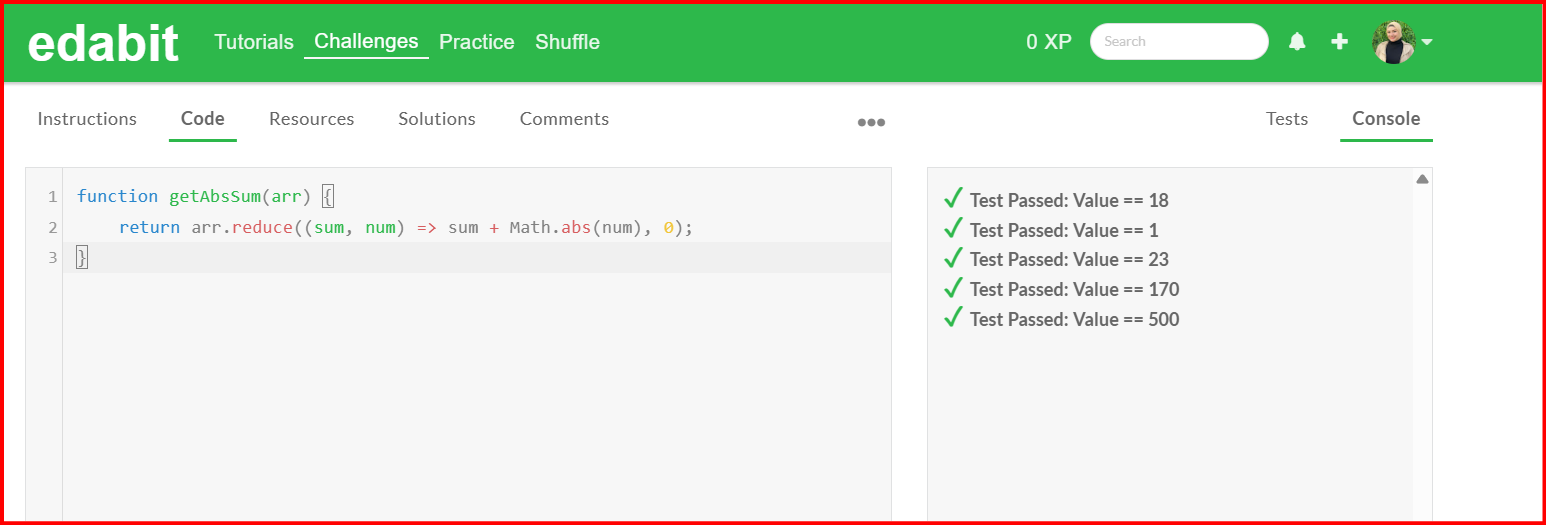 edabit Tutorials Challenges Practice Shuffle 0 XP Search
Instructions Code Resources Solutions Comments Tests Console
1 function getAbsSum(arr) {
2 return arr.reduce((sum, num) => sum + Math.abs(num), 0);
3 }
Test Passed: Value == 18
Test Passed: Value == 1
Test Passed: Value == 23
Test Passed: Value == 170
Test Passed: Value == 500